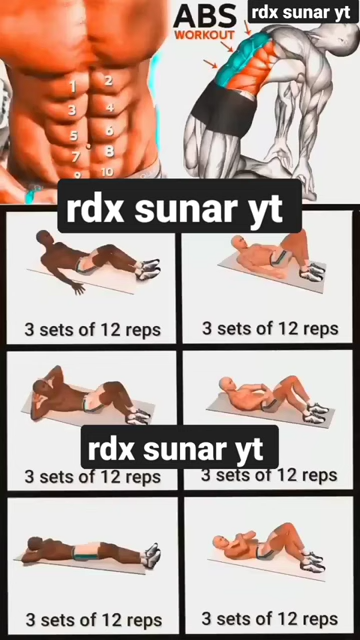 ABS
WORKOUT
rdx sunar yt
1 2
3 4
5 6
7 8
9 10
rdx sunar yt
3 sets of 12 reps
3 sets of 12 reps
rdx sunar yt
3 sets of 12 reps
3 sets of 12 reps
3 sets of 12 reps
3 sets of 12 reps